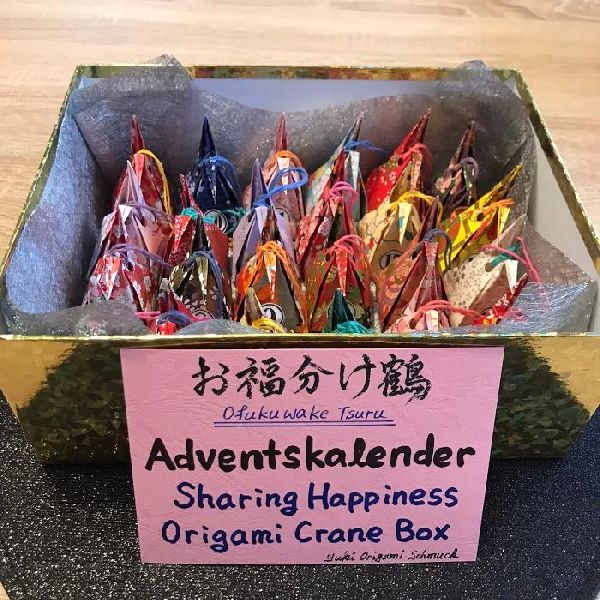 お福分け鶴
Ofukuwake Tsuru
Adventskalender
Sharing Happiness
Origami Crane Box
Yuki Origami Schmuck